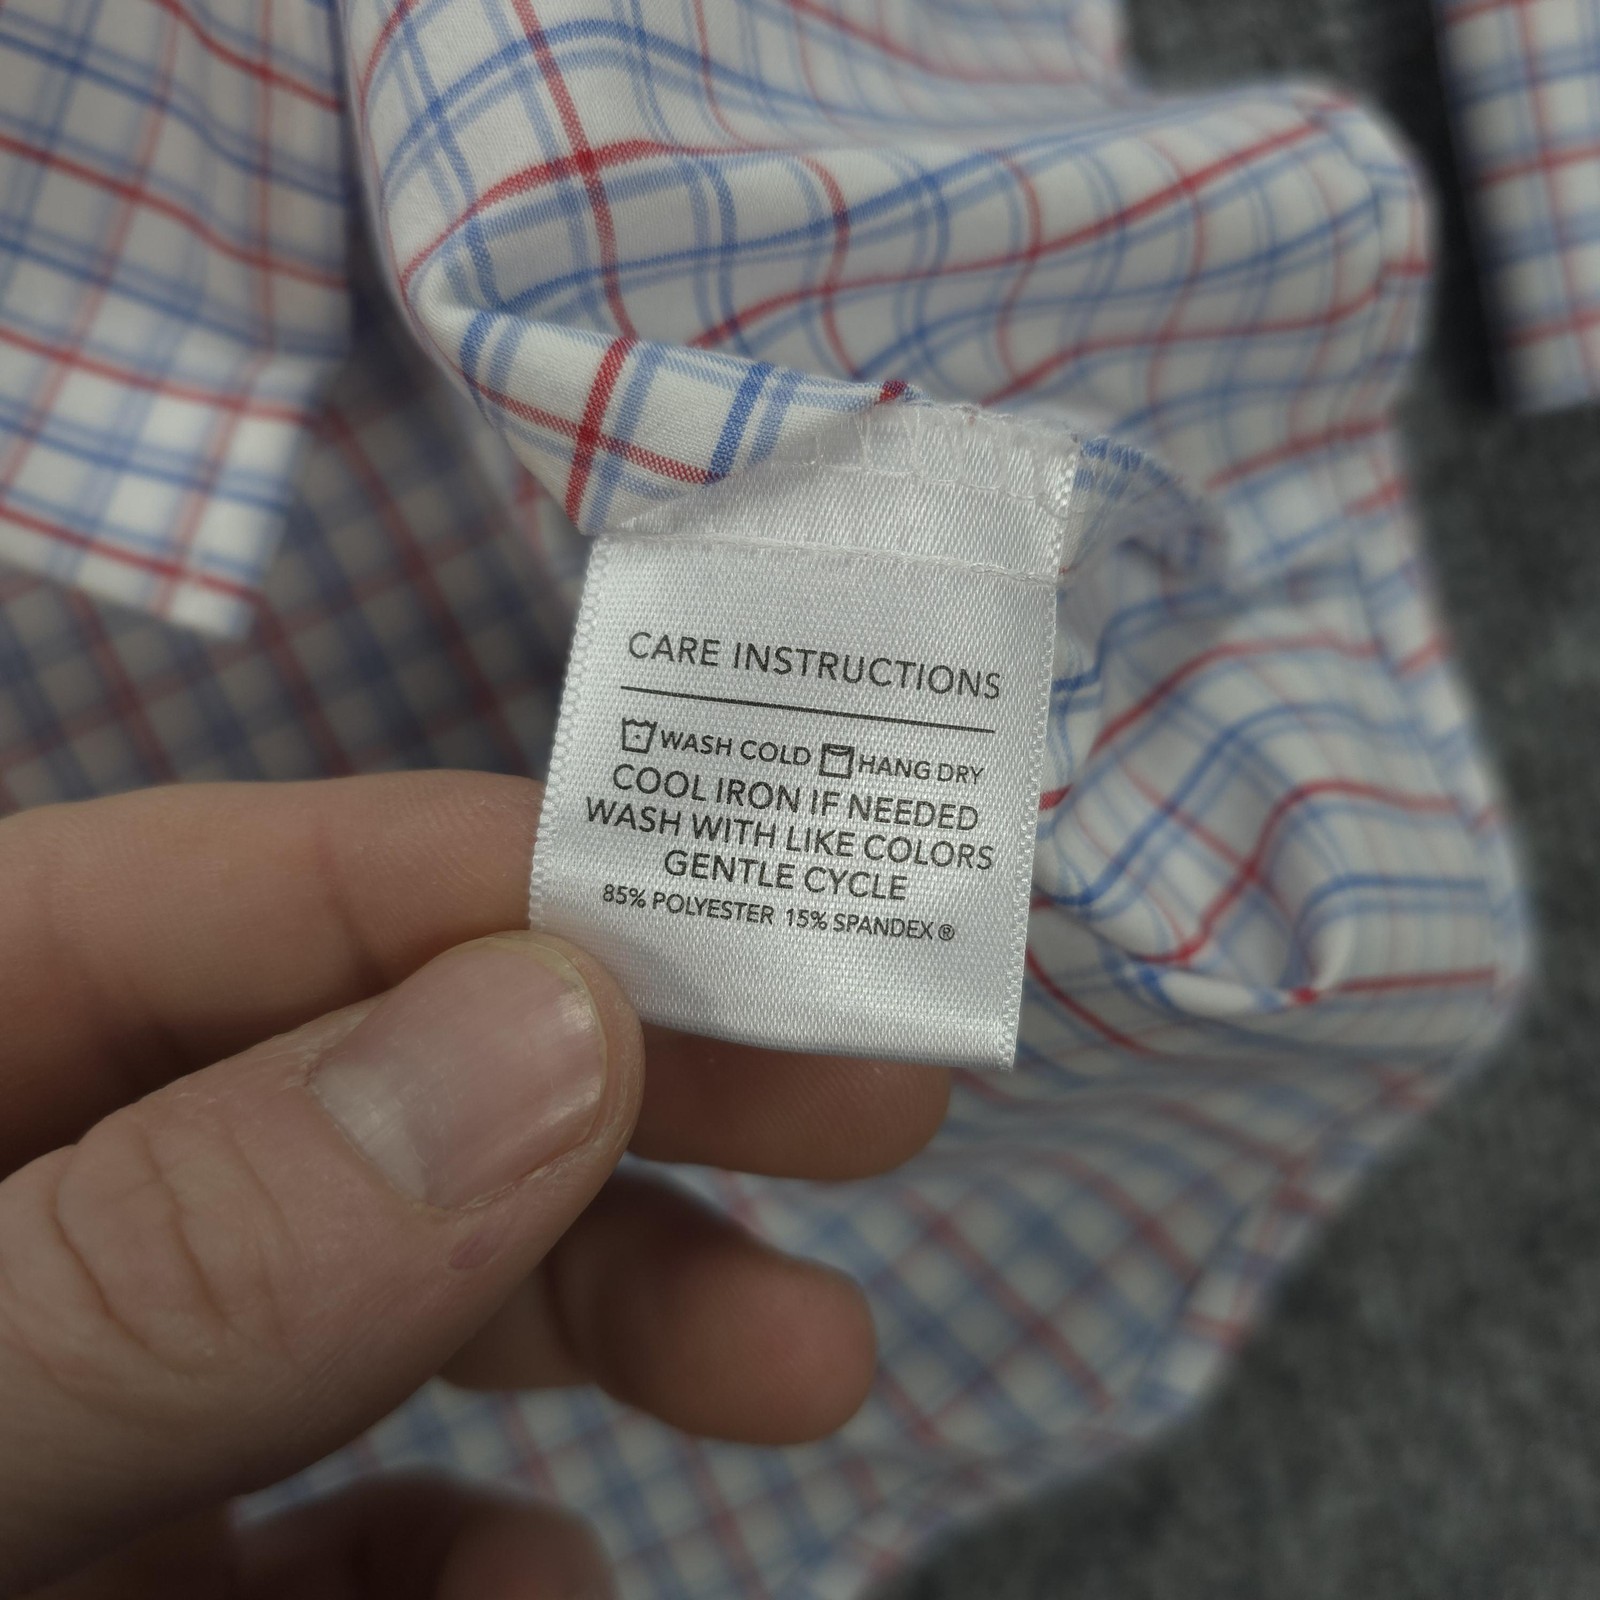 CARE INSTRUCTIONS
WASH COLD HANG DRY
COOL IRON IF NEEDED
WASH WITH LIKE COLORS
GENTLE CYCLE
85% POLYESTER 15% SPANDEX®